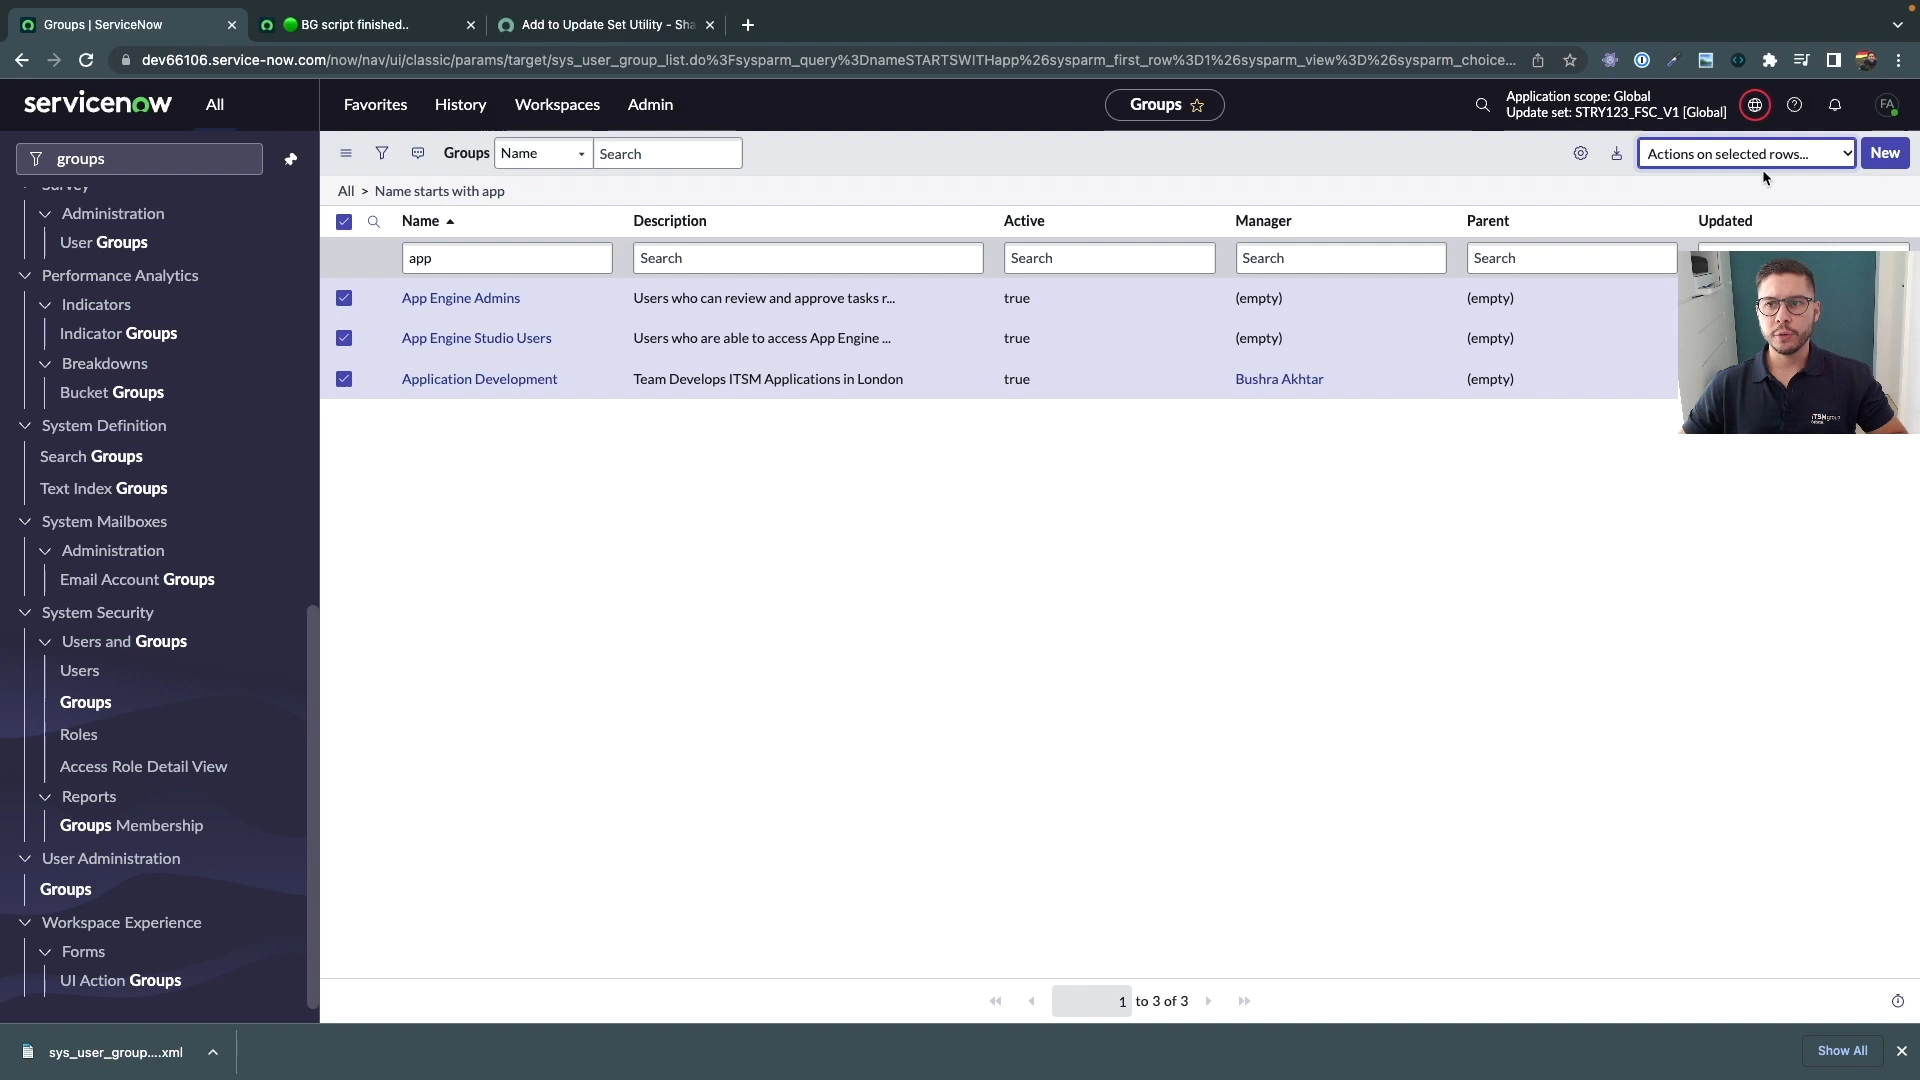 Groups | ServiceNow
BG script finished..
Add to Update Set Utility - Sha
dev66106.service-now.com/now/nav/ui/classic/params/target/sys_user_group_list.do%3Fsysparm_query%3DnameSTARTSWITHapp%26sysparm_first_row%3D1%26sysparm_view%3D%26sysparm_choice...
servicenow
All
Favorites
History
Workspaces
Admin
Groups
Application scope: Global
Update set: STRY123_FSC_V1 [Global]
FA
groups
Groups
Name
Search
Actions on selected rows...
New
All > Name starts with app
Name
Description
Active
Manager
Parent
Updated
app
Search
Search
Search
Search
App Engine Admins
Users who can review and approve tasks r...
true
(empty)
(empty)
App Engine Studio Users
Users who are able to access App Engine ...
true
(empty)
(empty)
Application Development
Team Develops ITSM Applications in London
true
Bushra Akhtar
(empty)
Survey
Administration
User Groups
Performance Analytics
Indicators
Indicator Groups
Breakdowns
Bucket Groups
System Definition
Search Groups
Text Index Groups
System Mailboxes
Administration
Email Account Groups
System Security
Users and Groups
Users
Groups
Roles
Access Role Detail View
Reports
Groups Membership
User Administration
Groups
Workspace Experience
Forms
UI Action Groups
1 to 3 of 3
sys_user_group....xml
Show All